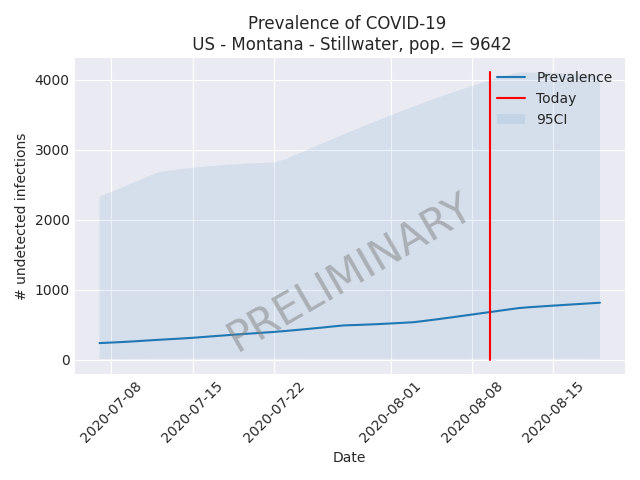 Prevalence of COVID-19
US - Montana - Stillwater, pop. = 9642
# undetected infections
4000
3000
2000
1000
0
Prevalence
Today
95CI
PRELIMINARY
2020-07-08
2020-07-15
2020-07-22
2020-08-01
2020-08-08
2020-08-15
Date